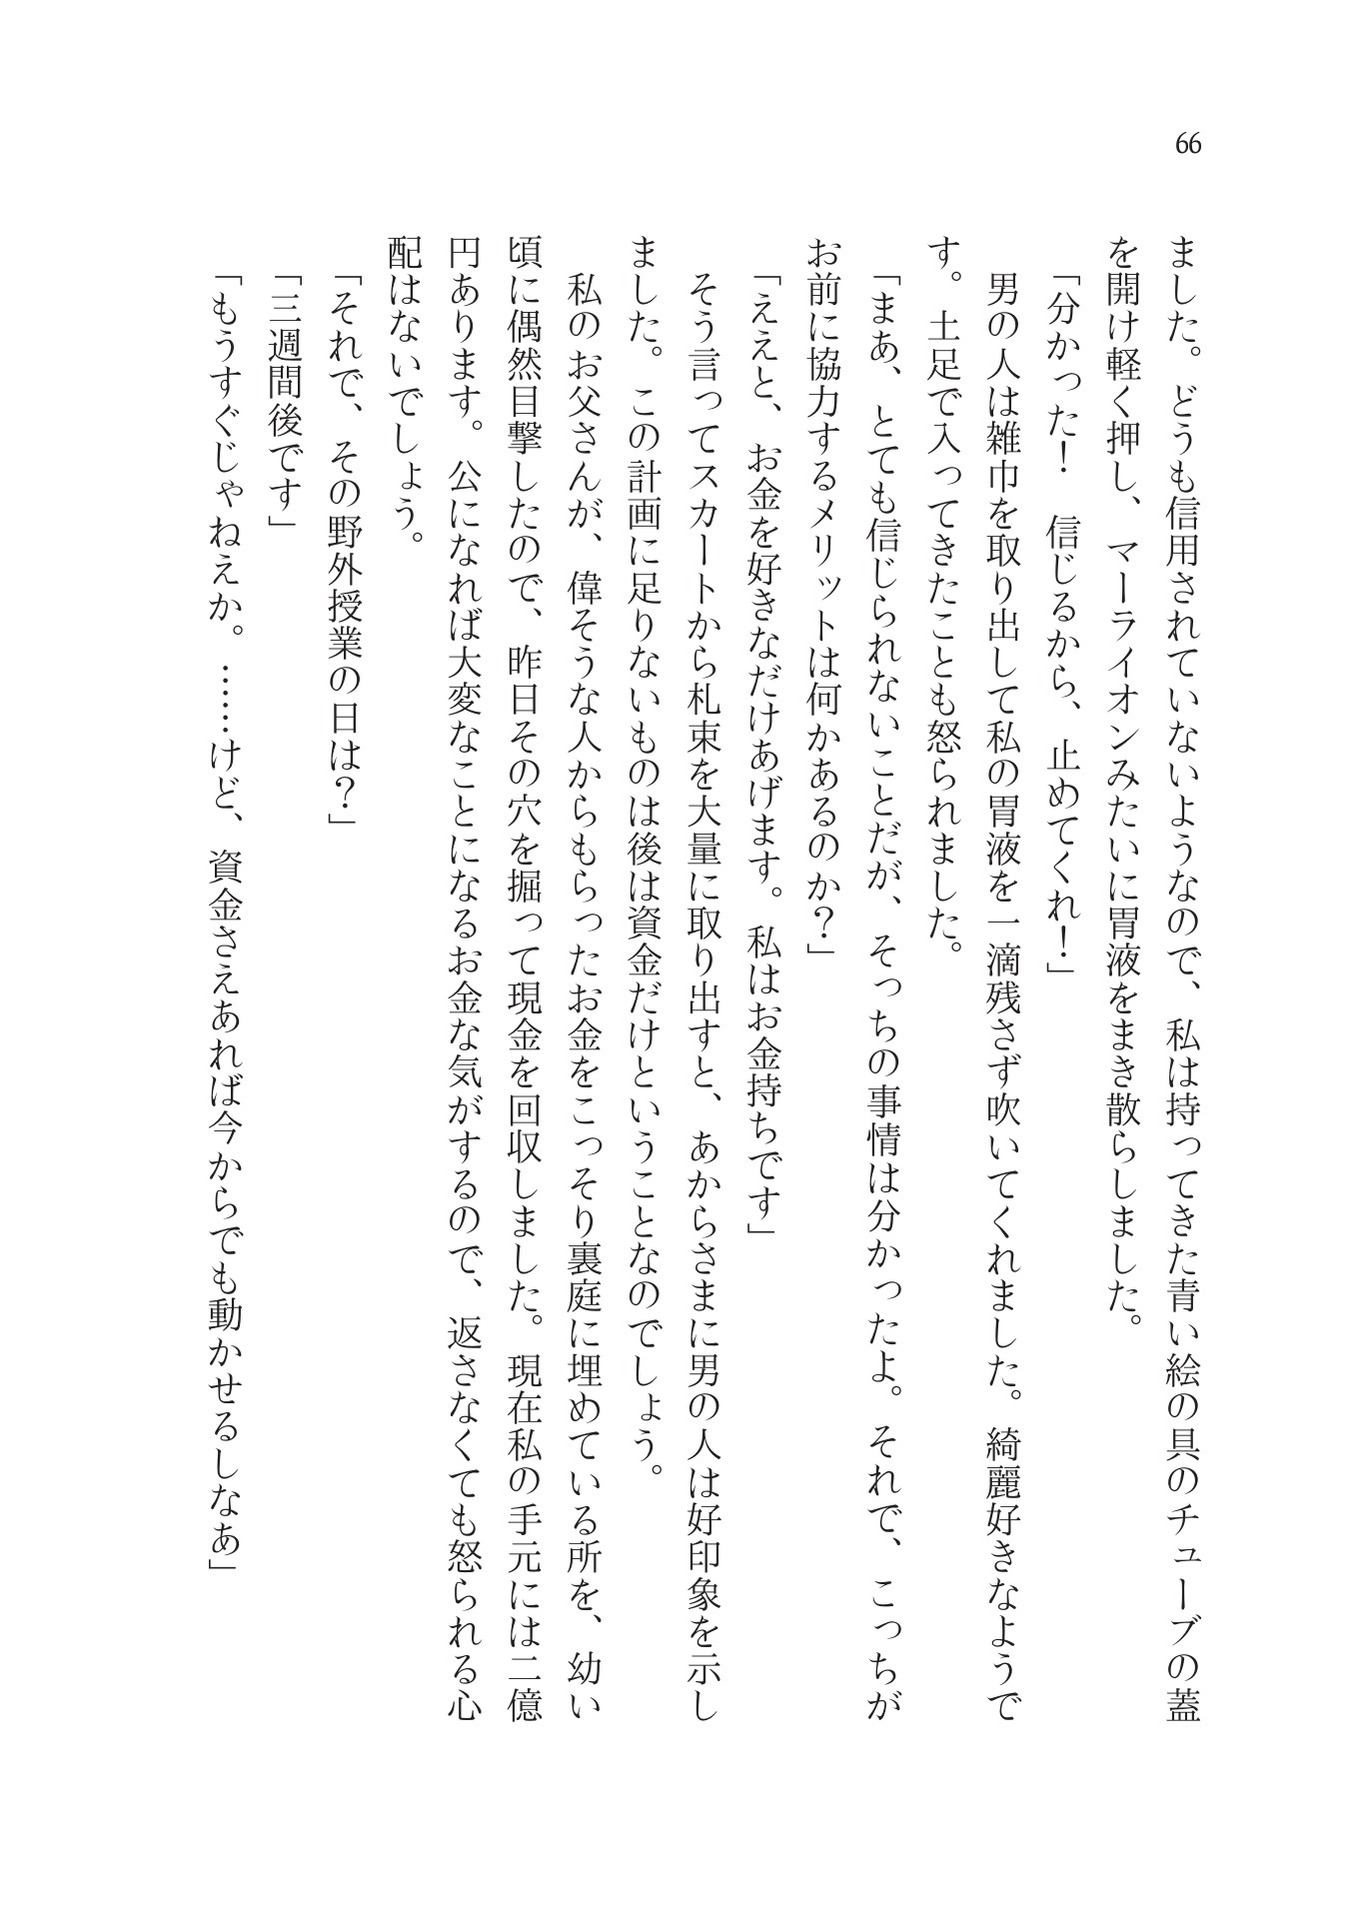 66
ました。どうも信用されていないようなので、私は持ってきた青い絵の具のチューブの蓋
を開け軽く押し、マーライオンみたいに胃液をまき散らしました。
「分かった！　信じるから、止めてくれ！」
男の人は雑巾を取り出して私の胃液を一滴残さず吹いてくれました。綺麗好きなようで
す。土足で入ってきたことも怒られました。
「まあ、とても信じられないことだが、そっちの事情は分かったよ。それで、こっちが
お前に協力するメリットは何かあるのか？」
「ええと、お金を好きなだけあげます。私はお金持ちです」
そう言ってスカートから札束を大量に取り出すと、あからさまに男の人は好印象を示し
ました。この計画に足りないものは後は資金だけということなのでしょう。
私のお父さんが、偉そうな人からもらったお金をこっそり裏庭に埋めている所を、幼い
頃に偶然目撃したので、昨日その穴を掘って現金を回収しました。現在私の手元には二億
円あります。公になれば大変なことになるお金な気がするので、返さなくても怒られる心
配はないでしょう。
「それで、その野外授業の日は？」
「三週間後です」
「もうすぐじゃねえか。……けど、資金さえあれば今からでも動かせるしなあ」